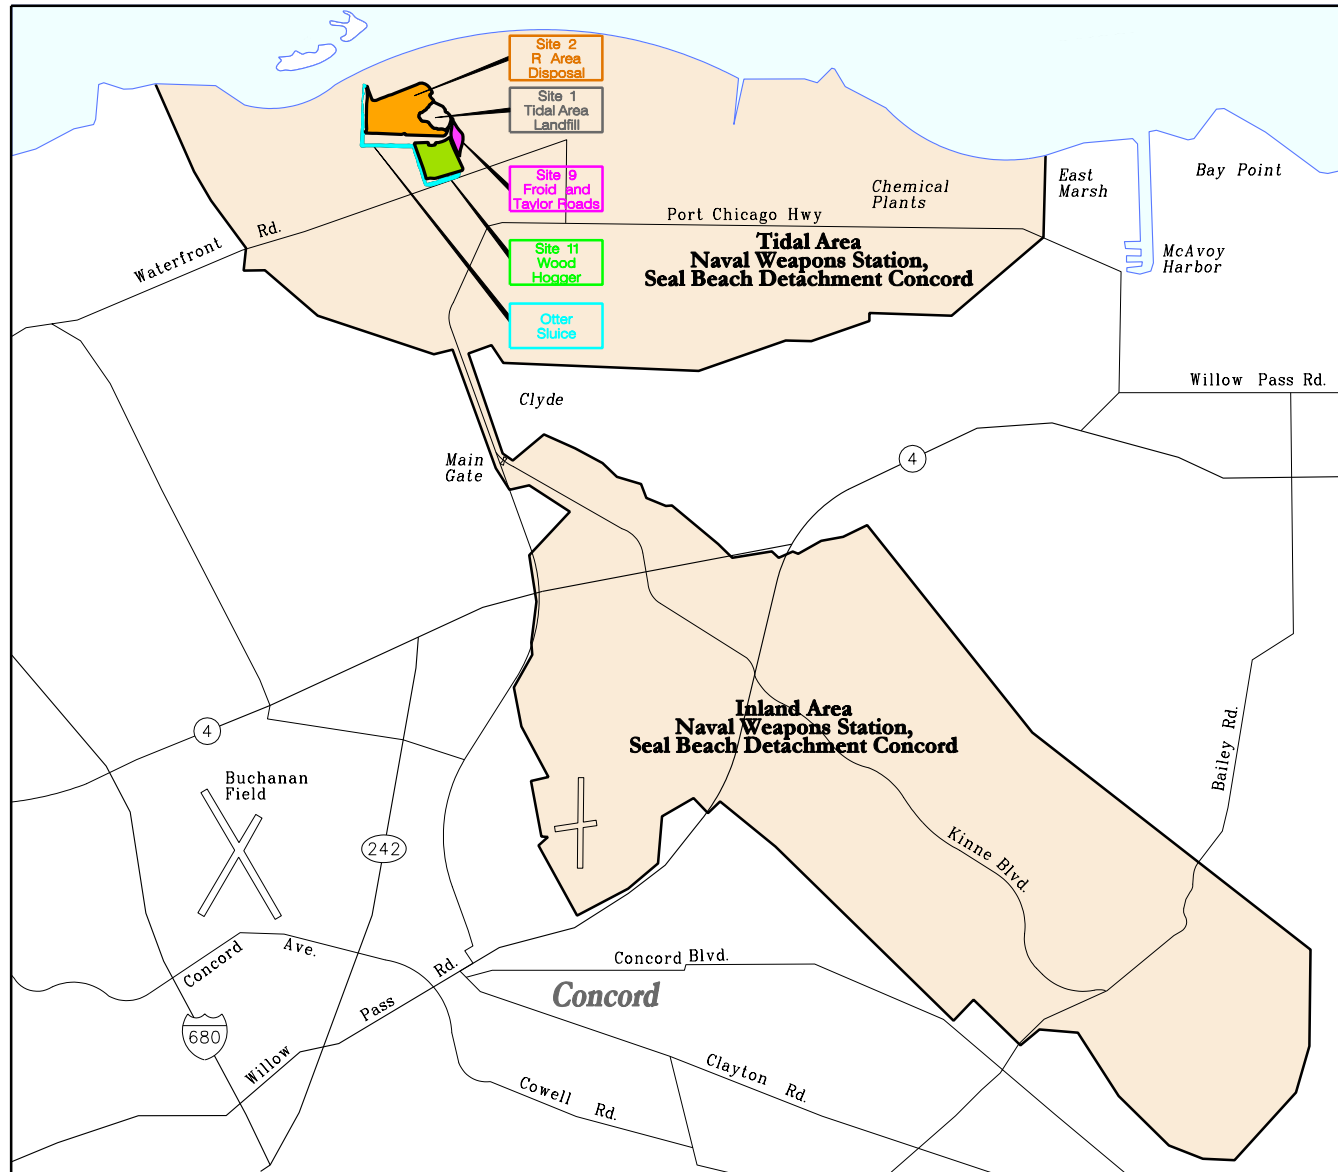 Site 2
R Area
Disposal
Site 1
Tidal Area
Landfill
Site 9
Froid and
Taylor Roads
Site 11
Wood
Hogger
Otter
Sluice
Chemical
Plants
East
Marsh
Bay Point
McAvoy
Harbor
Waterfront Rd.
Port Chicago Hwy
Tidal Area
Naval Weapons Station,
Seal Beach Detachment Concord
Willow Pass Rd.
Clyde
Main
Gate
4
Inland Area
Naval Weapons Station,
Seal Beach Detachment Concord
4
Buchanan
Field
Bailey Rd.
242
Kinne Blvd.
Concord Ave.
Concord Blvd.
Concord
680
Willow Pass Rd.
Clayton Rd.
Cowell Rd.